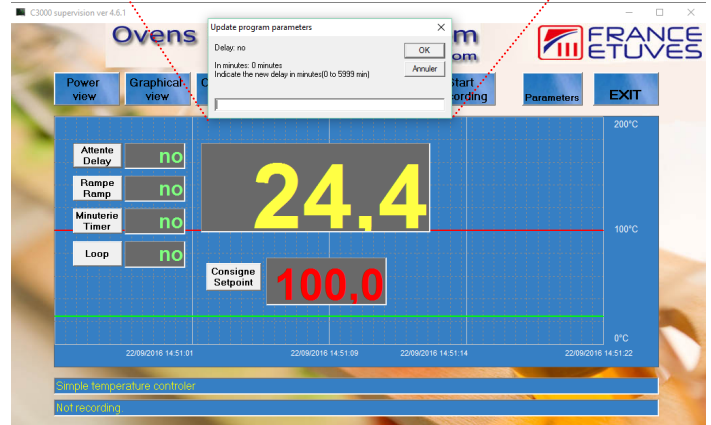 C3000 supervision ver 4.6.1
Ovens
Update program parameters
Delay: no
In minutes: 0 minutes
Indicate the new delay in minutes(0 to 5999 min)
OK
Annuler
m
om
FRANCE
ETUVES
Power
view
Graphical
view
Start
cording
Parameters
EXIT
200°C
Attente
Delay
no
Rampe
Ramp
no
Minuterie
Timer
no
Loop
no
24,4
100°C
Consigne
Setpoint
100,0
0°C
22/09/2016 14:51:01
22/09/2016 14:51:09
22/09/2016 14:51:14
22/09/2016 14:51:22
Simple temperature controler
Not recording.